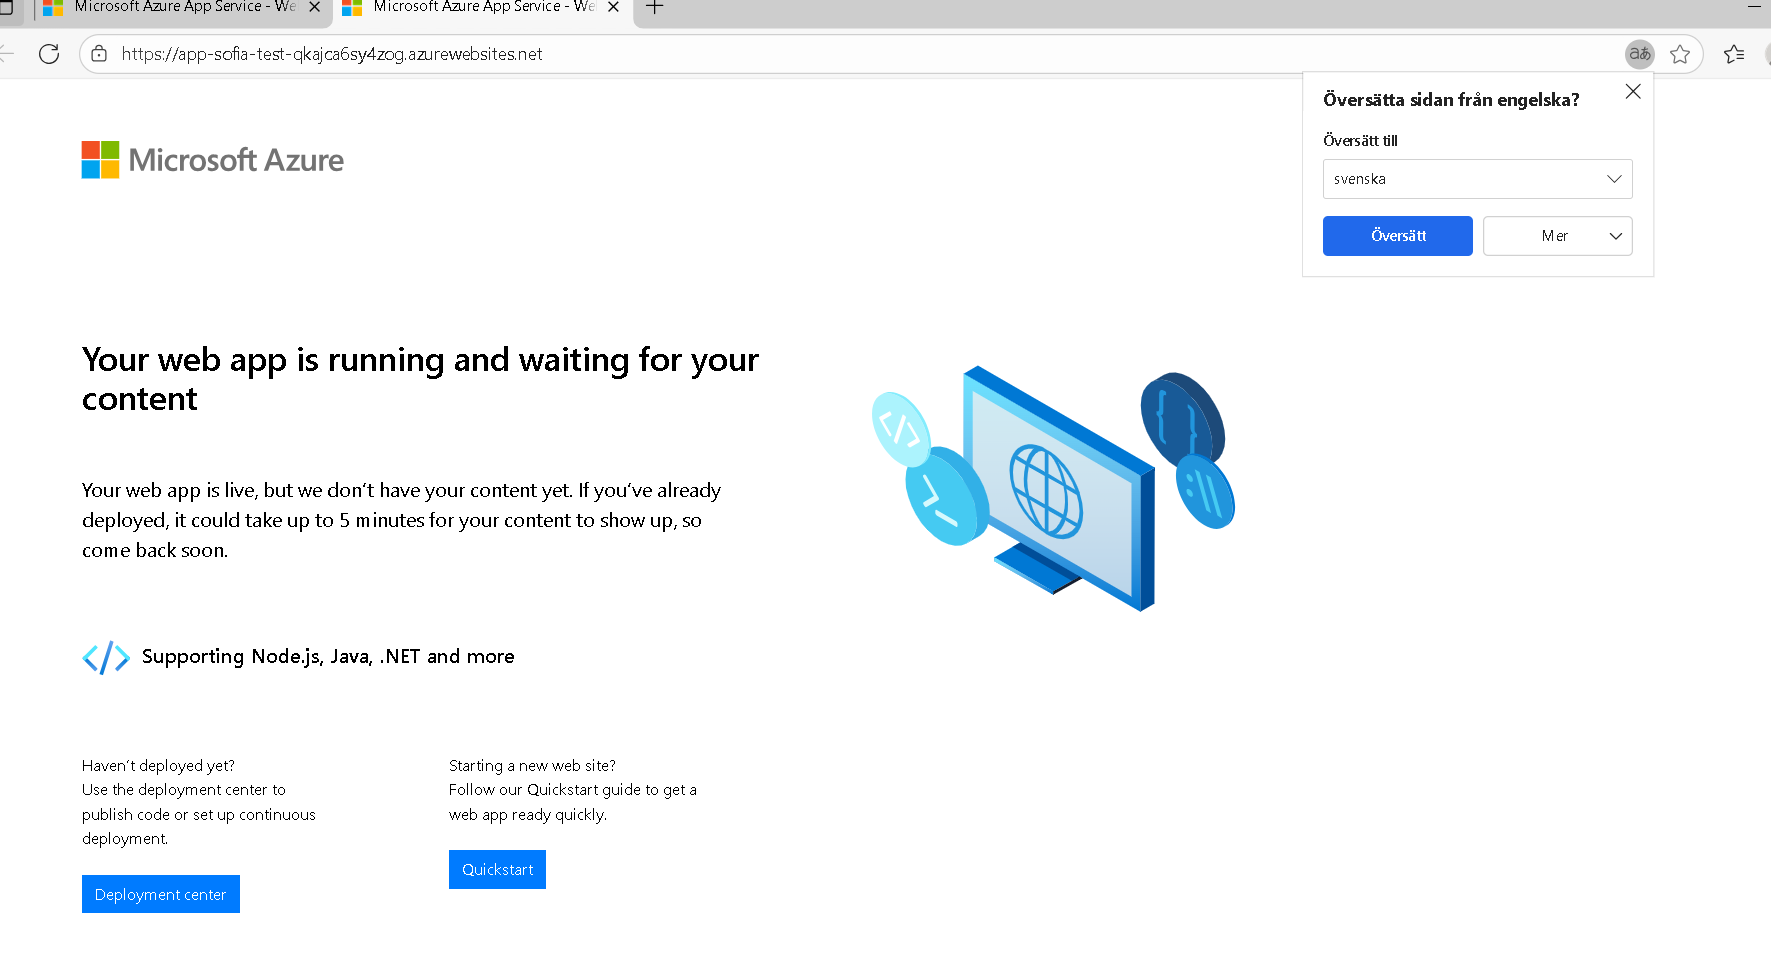 Microsoft Azure App Service - We
Microsoft Azure App Service - Wel
https://app-sofia-test-qkajca6sy4zog.azurewebsites.net
aあ
Översätta sidan från engelska?
Översätt till
svenska
Översätt
Mer
Microsoft Azure
Your web app is running and waiting for your
content
Your web app is live, but we don’t have your content yet. If you’ve already
deployed, it could take up to 5 minutes for your content to show up, so
come back soon.
Supporting Node.js, Java, .NET and more
Haven’t deployed yet?
Use the deployment center to
publish code or set up continuous
deployment.
Deployment center
Starting a new web site?
Follow our Quickstart guide to get a
web app ready quickly.
Quickstart